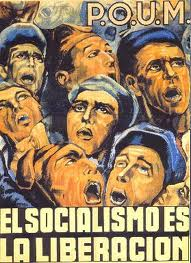 P.O.U.M.
EL SOCIALISMO ES
LA LIBERACION